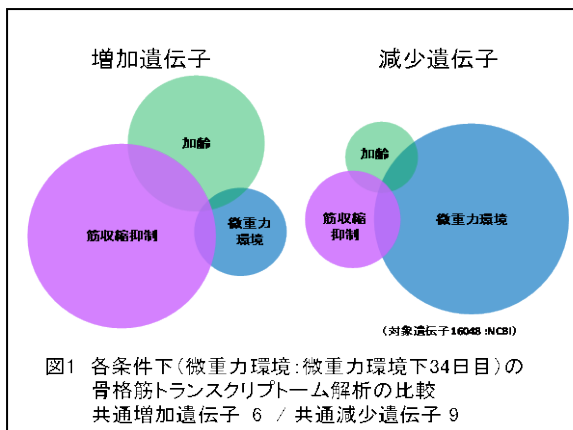 増加遺伝子
減少遺伝子
加齢
筋収縮抑制
微重力
環境
加齢
筋収縮
抑制
微重力環境
(対象遺伝子16048:NCBI)
図1 各条件下(微重力環境:微重力環境下34日目)の
骨格筋トランスクリプトーム解析の比較
共通増加遺伝子 6 / 共通減少遺伝子 9